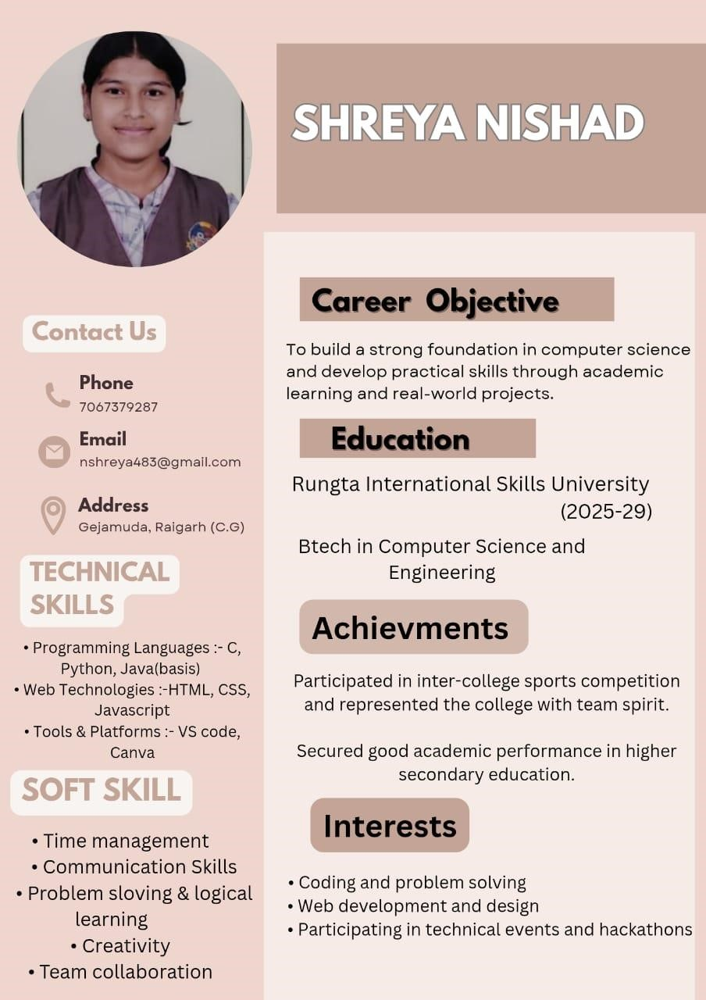 SHREYA NISHAD
Contact Us
Phone
7067379287
Email
nshreya483@gmail.com
Address
Gejamuda, Raigarh (C.G)
TECHNICAL
SKILLS
• Programming Languages :- C,
Python, Java(basis)
• Web Technologies :-HTML, CSS,
Javascript
• Tools & Platforms :- VS code,
Canva
SOFT SKILL
• Time management
• Communication Skills
• Problem sloving & logical
learning
• Creativity
• Team collaboration
Career Objective
To build a strong foundation in computer science
and develop practical skills through academic
learning and real-world projects.
Education
Rungta International Skills University
(2025-29)
Btech in Computer Science and
Engineering
Achievments
Participated in inter-college sports competition
and represented the college with team spirit.
Secured good academic performance in higher
secondary education.
Interests
• Coding and problem solving
• Web development and design
• Participating in technical events and hackathons